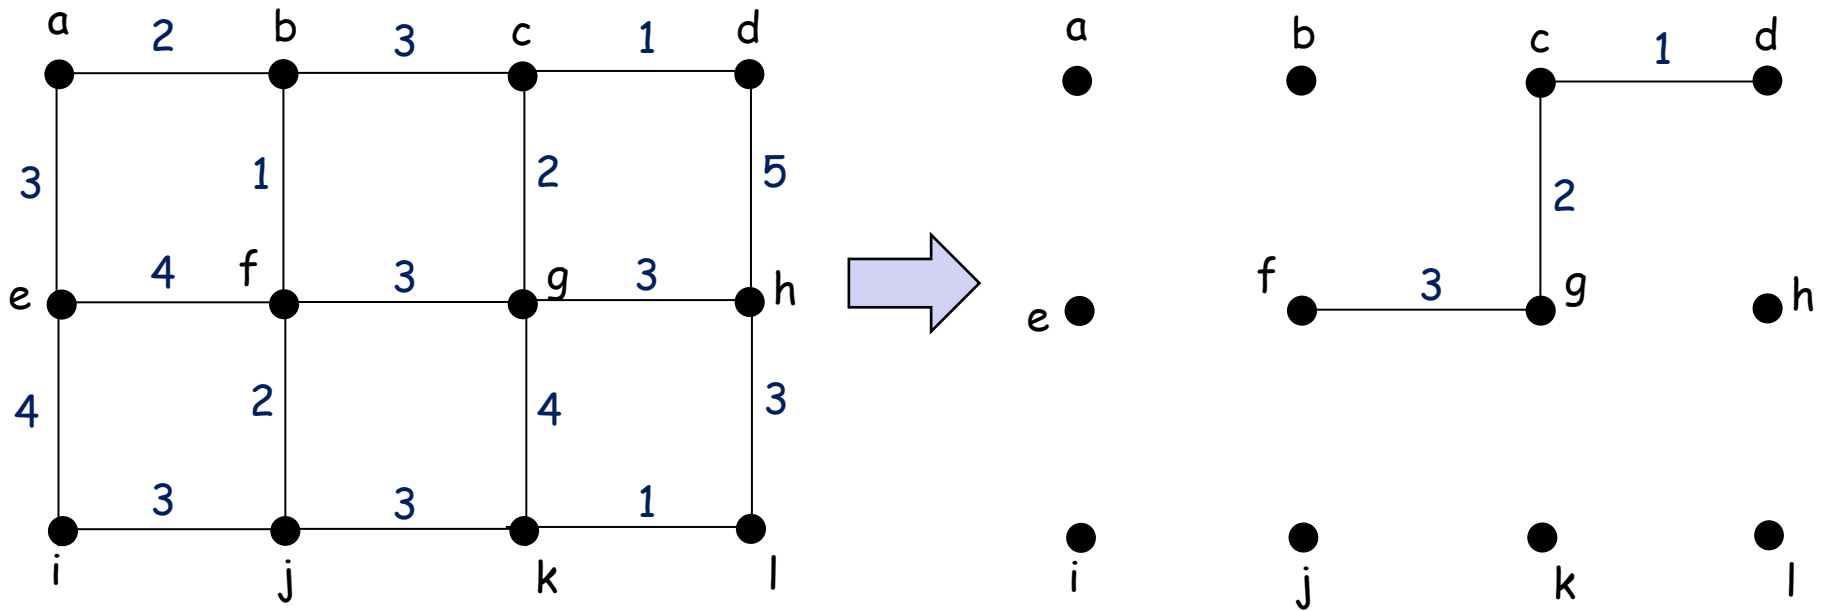 a 2 b 3 c 1 d
3 1 2 5
e 4 f 3 g 3 h
4 2 4 3
i 3 j 3 k 1 l
a b c 1 d
2
e f 3 g h
i j k l